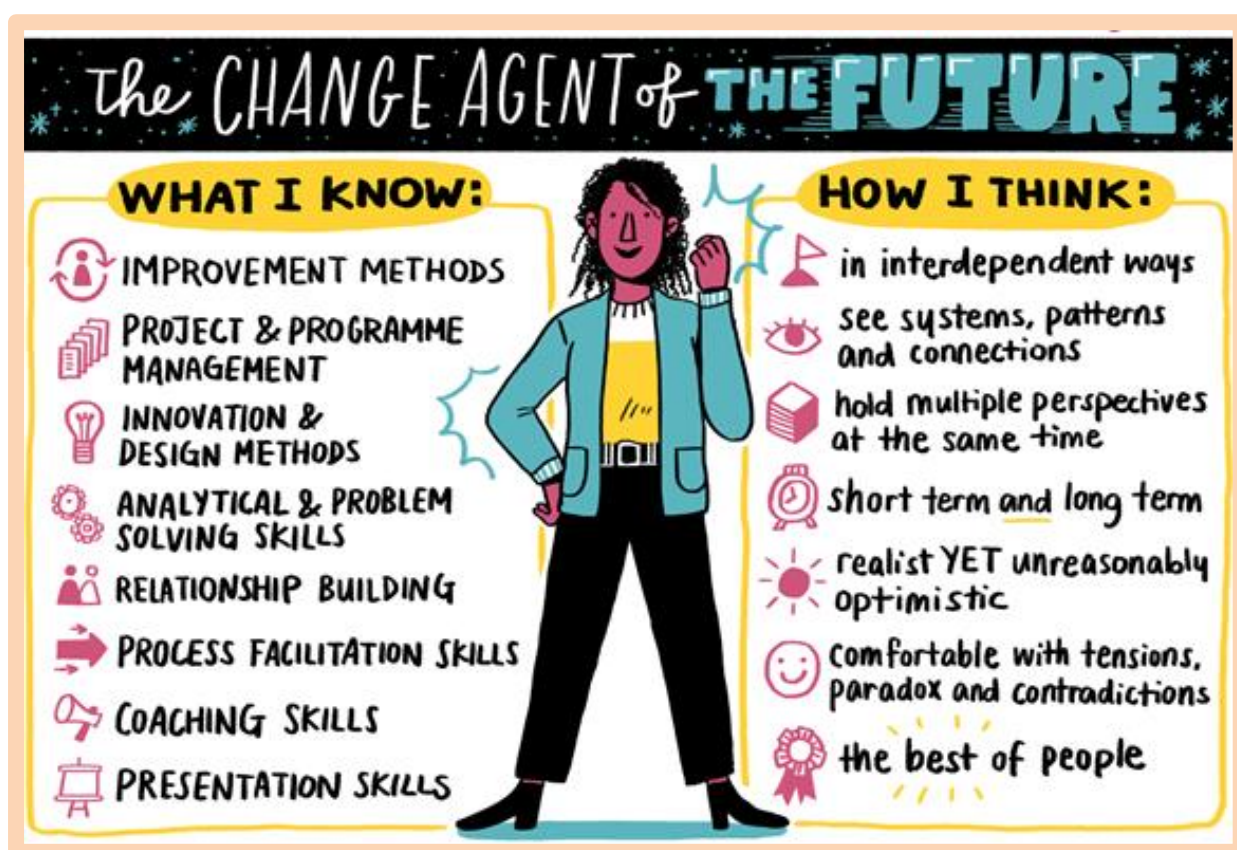 The CHANGE AGENT of THE FUTURE
WHAT I KNOW:
IMPROVEMENT METHODS
PROJECT & PROGRAMME
MANAGEMENT
INNOVATION &
DESIGN METHODS
ANALYTICAL & PROBLEM
SOLVING SKILLS
RELATIONSHIP BUILDING
PROCESS FACILITATION SKILLS
COACHING SKILLS
PRESENTATION SKILLS
HOW I THINK:
in interdependent ways
see systems, patterns
and connections
hold multiple perspectives
at the same time
short term and long term
realist YET unreasonably
optimistic
comfortable with tensions,
paradox and contradictions
the best of people